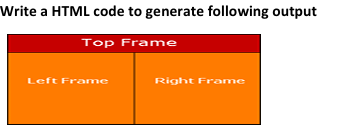 Write a HTML code to generate following output
Top Frame
Left Frame
Right Frame